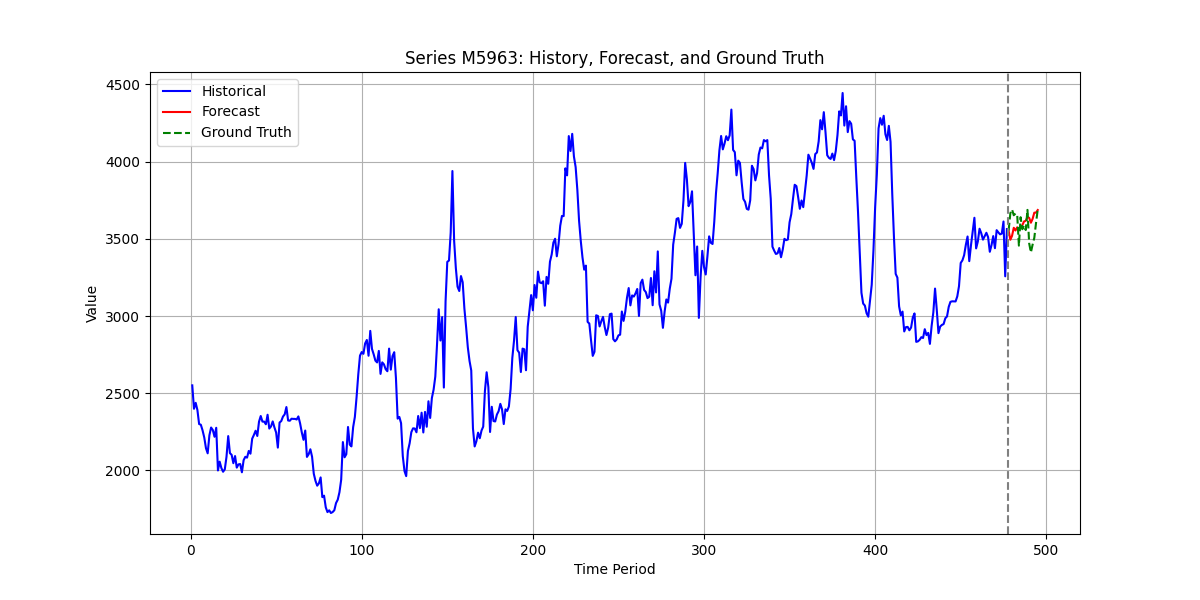 Series M5963: History, Forecast, and Ground Truth
Historical
Forecast
Ground Truth
4500
4000
3500
3000
2500
2000
Value
0 100 200 300 400 500
Time Period